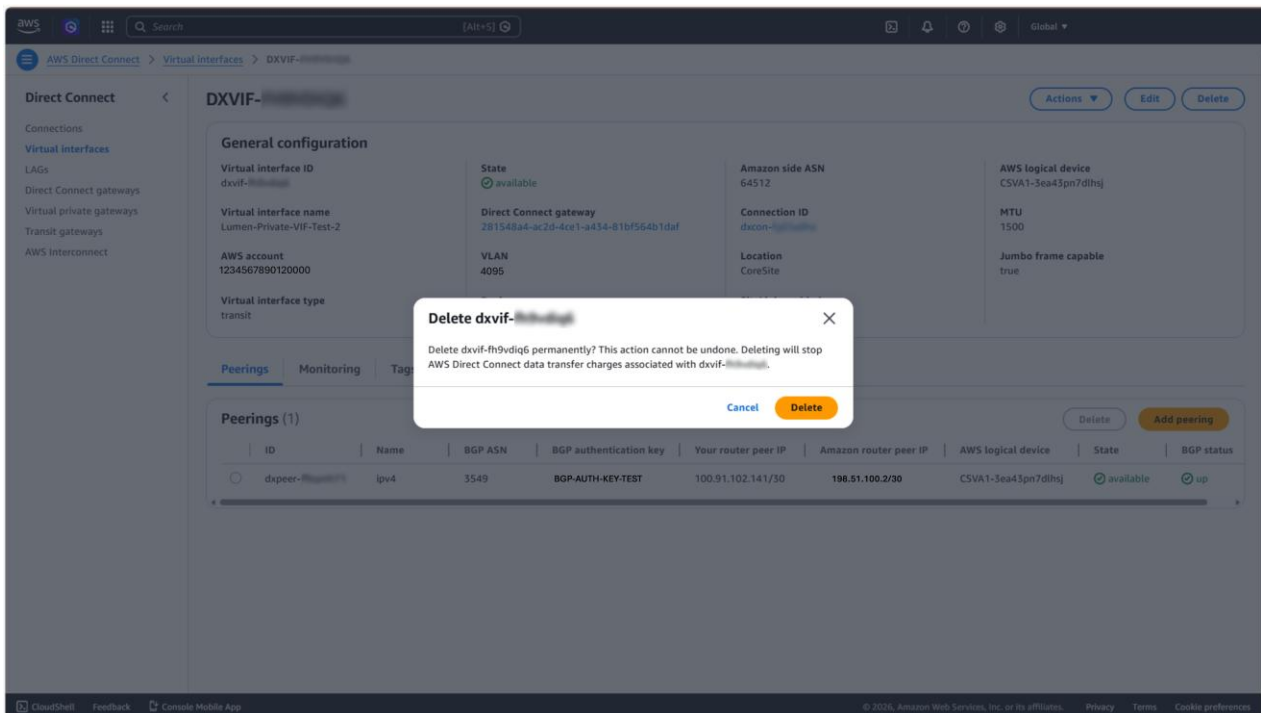 aws
Search [Alt+S] Global ▼
AWS Direct Connect > Virtual interfaces > DXVIF-
Direct Connect
Connections
Virtual interfaces
LAGs
Direct Connect gateways
Virtual private gateways
Transit gateways
AWS Interconnect
DXVIF-
Actions ▼ Edit Delete
General configuration
Virtual interface ID State Amazon side ASN AWS logical device
dxvif- available 64512 CSVA1-3ea43pn7dlhsj
Virtual interface name Direct Connect gateway Connection ID MTU
Lumen-Private-VIF-Test-2 281548a4-ac2d-4ce1-a434-81bf564b1daf dxcon- 1500
AWS account VLAN Location Jumbo frame capable
1234567890120000 4095 CoreSite true
Virtual interface type
transit
Delete dxvif-
Delete dxvif-fh9vdiq6 permanently? This action cannot be undone. Deleting will stop
AWS Direct Connect data transfer charges associated with dxvif-
Cancel Delete
Peerings Monitoring Tags
Peerings (1) Delete Add peering
ID Name BGP ASN BGP authentication key Your router peer IP Amazon router peer IP AWS logical device State BGP status
dxpeer- ipv4 3549 BGP-AUTH-KEY-TEST 100.91.102.141/30 198.51.100.2/30 CSVA1-3ea43pn7dlhsj available up
CloudShell Feedback Console Mobile App © 2026, Amazon Web Services, Inc. or its affiliates. Privacy Terms Cookie preferences